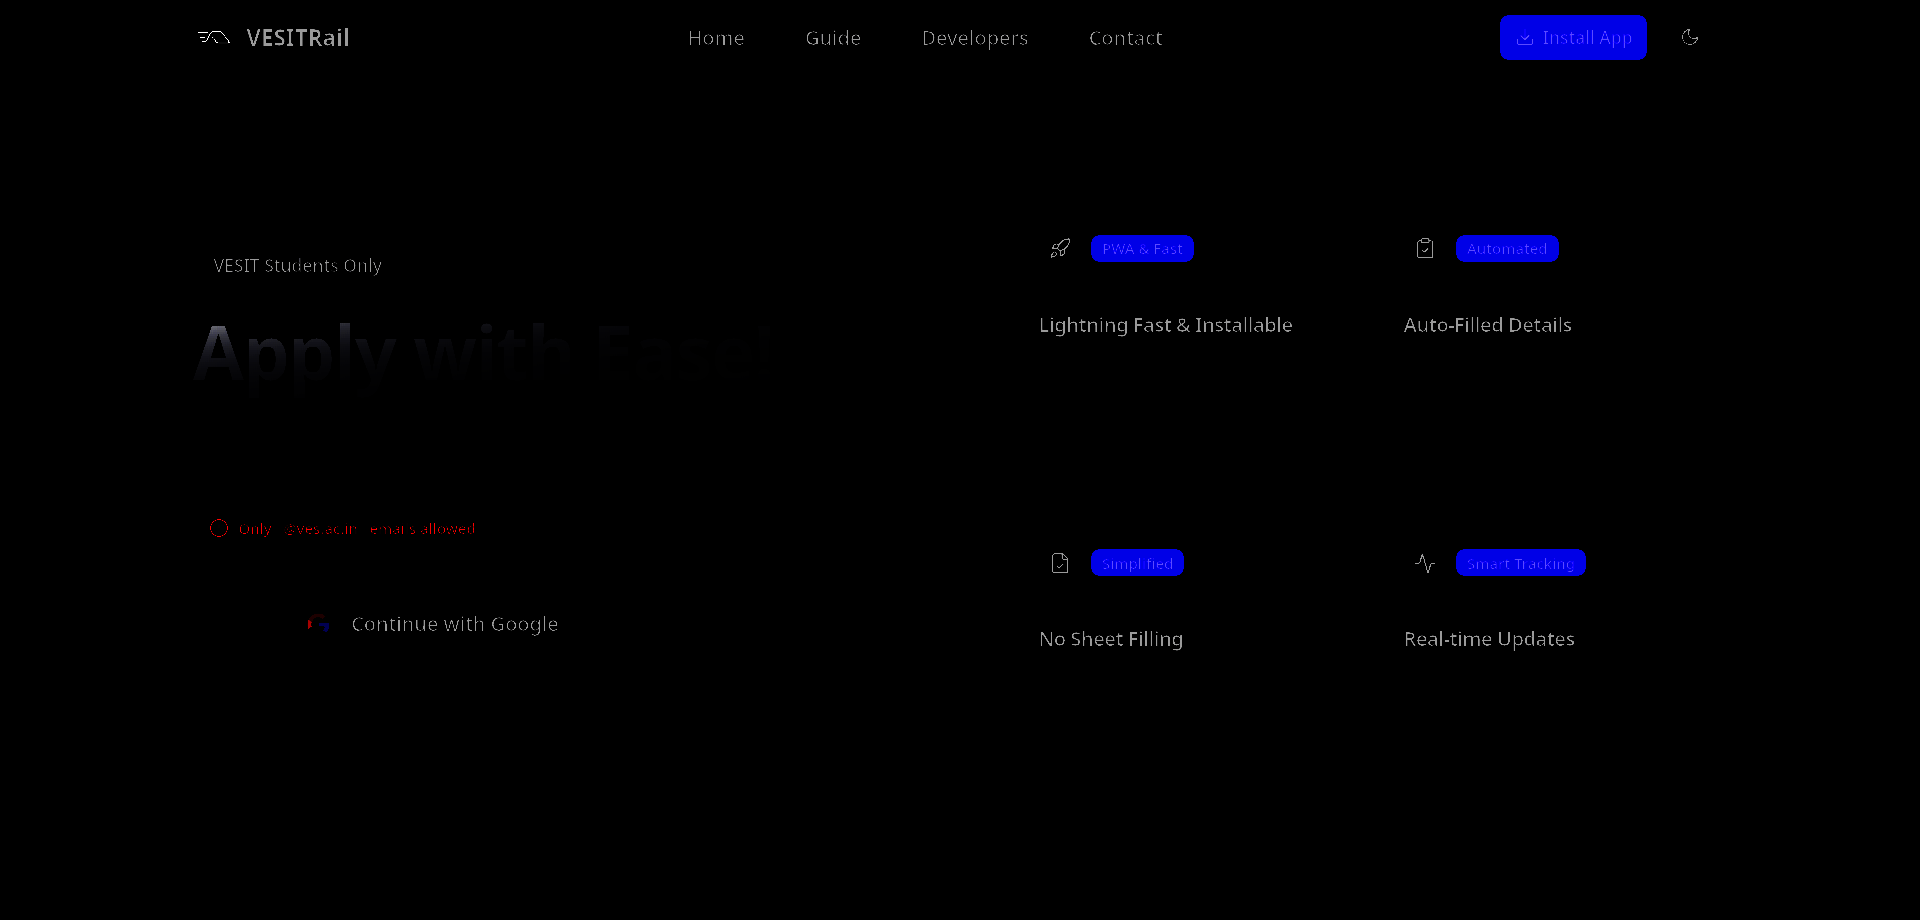 VESITRail
Home
Guide
Developers
Contact
Install App
VESIT Students Only
Apply with Ease!
Only @ves.ac.in emails allowed
Continue with Google
PWA & Fast
Lightning Fast & Installable
Automated
Auto-Filled Details
Simplified
No Sheet Filling
Smart Tracking
Real-time Updates